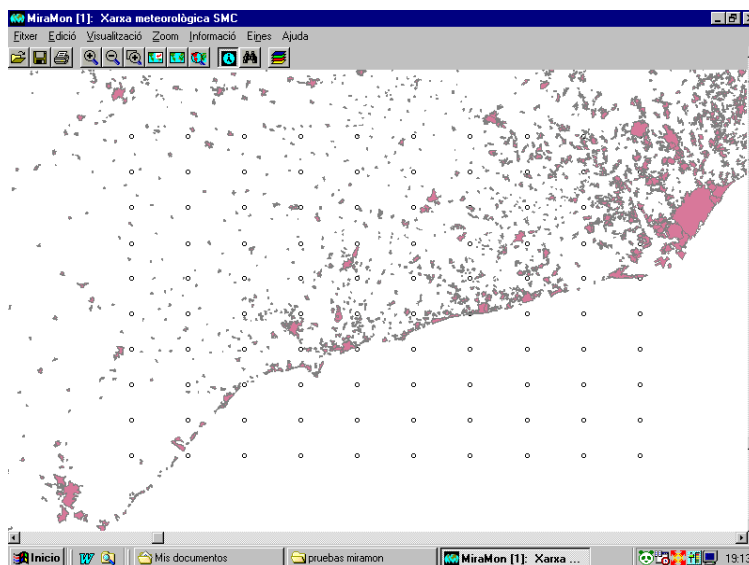 MiraMon [1]: Xarxa meteorològica SMC
Fitxer Edició Visualització Zoom Informació Eines Ajuda
Inicio Mis documentos pruebas miramon MiraMon [1]: Xarxa ... 19:13